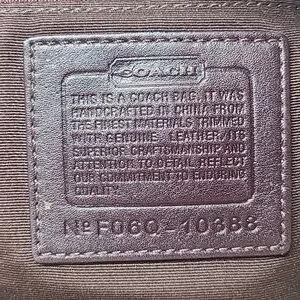 COACH
THIS IS A COACH BAG. IT WAS
HANDCRAFTED IN CHINA FROM
THE FINEST MATERIALS TRIMMED
WITH GENUINE LEATHER. ITS
SUPERIOR CRAFTSMANSHIP AND
ATTENTION TO DETAIL REFLECT
OUR COMMITMENT TO ENDURING
QUALITY.
No F060-10388